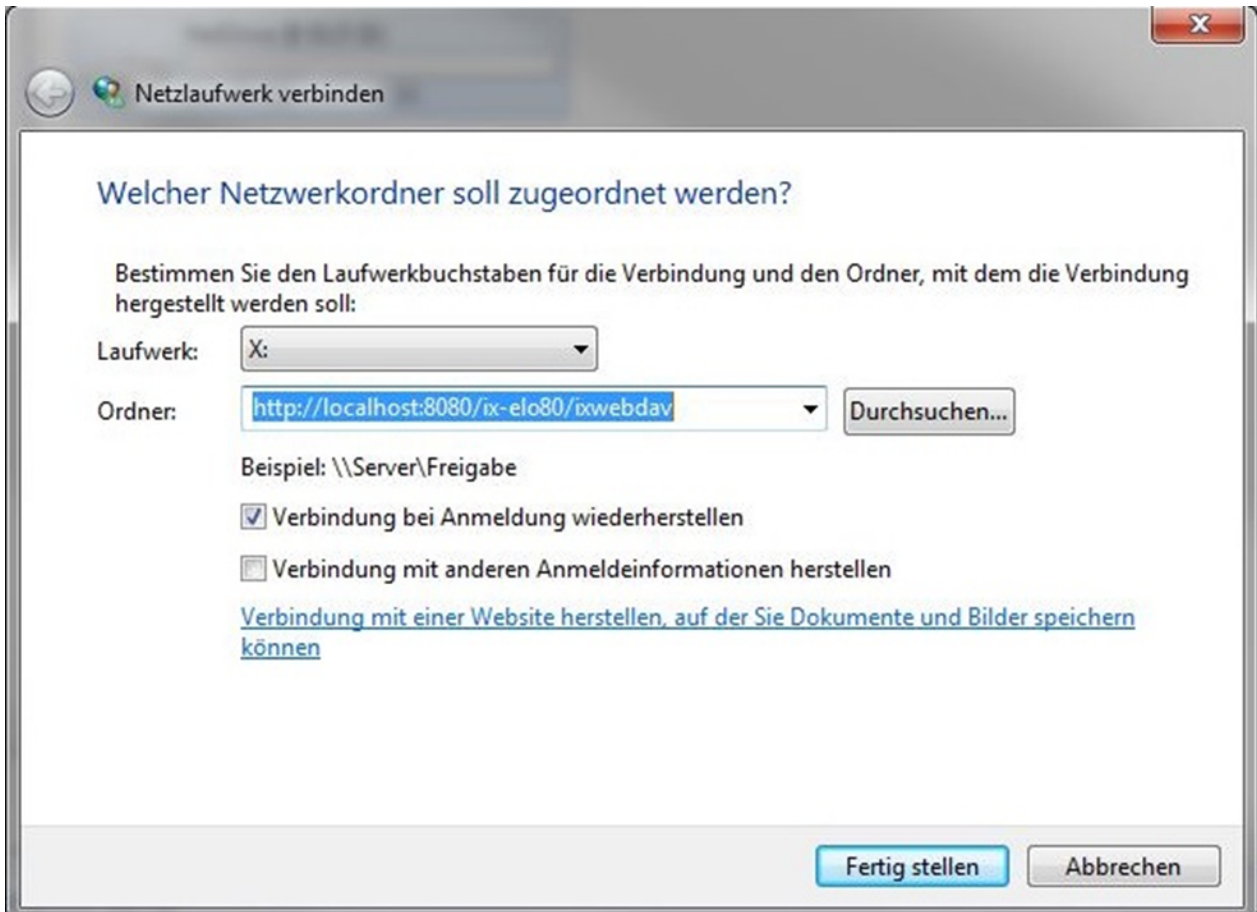 Netzlaufwerk verbinden
Welcher Netzwerkordner soll zugeordnet werden?
Bestimmen Sie den Laufwerkbuchstaben für die Verbindung und den Ordner, mit dem die Verbindung
hergestellt werden soll:
Laufwerk: X:
Ordner: http://localhost:8080/ix-elo80/ixwebdav Durchsuchen...
Beispiel: \\Server\Freigabe
Verbindung bei Anmeldung wiederherstellen
Verbindung mit anderen Anmeldeinformationen herstellen
Verbindung mit einer Website herstellen, auf der Sie Dokumente und Bilder speichern
können
Fertig stellen Abbrechen